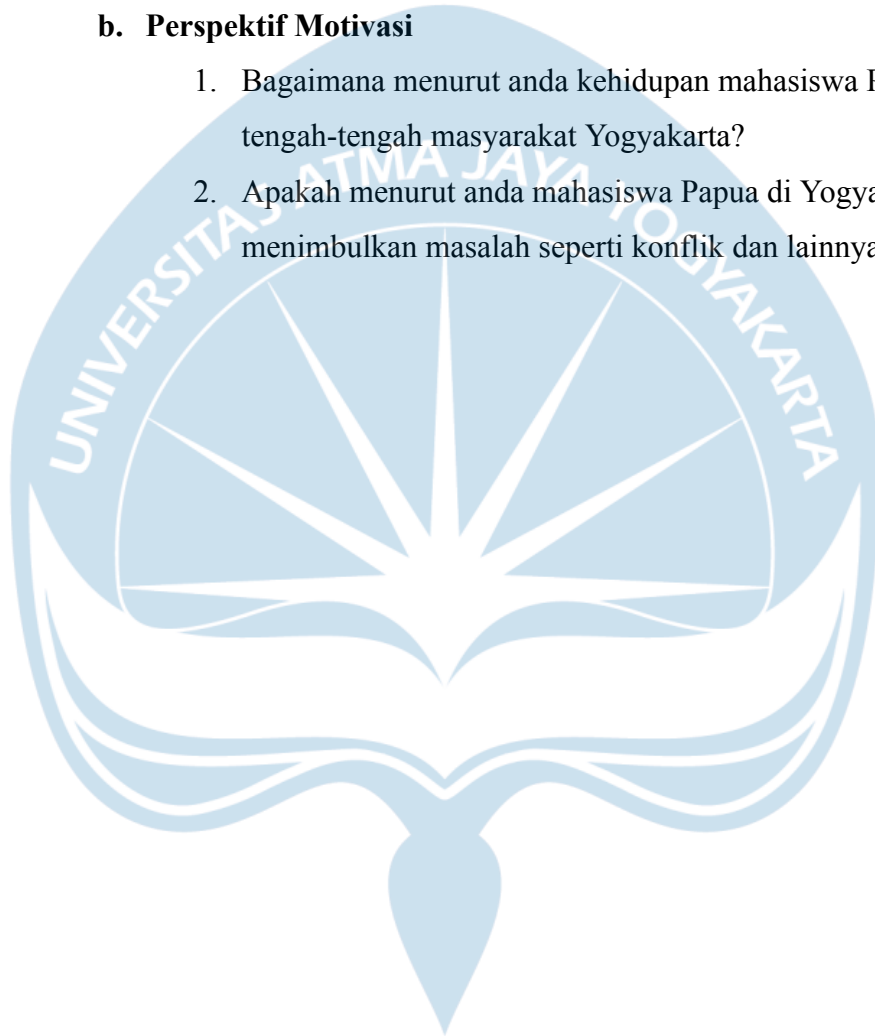 b. Perspektif Motivasi
1. Bagaimana menurut anda kehidupan mahasiswa
tengah-tengah masyarakat Yogyakarta?
2. Apakah menurut anda mahasiswa Papua di
menimbulkan masalah seperti konflik dan lainnya
UNIVERSITAS ATMA JAYA YOGYAKARTA